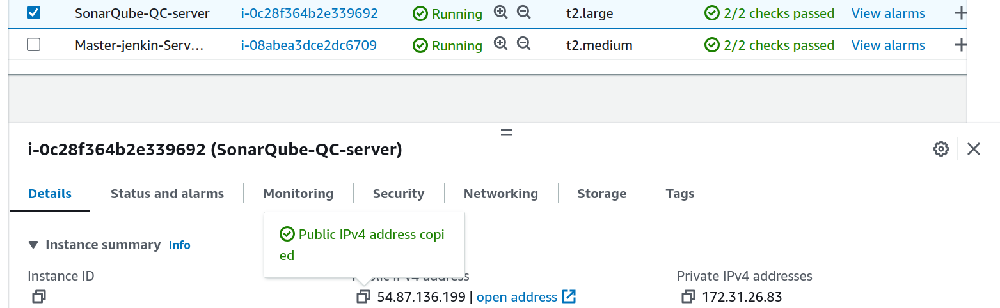 SonarQube-QC-server i-0c28f364b2e339692 Running t2.large 2/2 checks passed View alarms
Master-jenkin-Serv… i-08abea3dce2dc6709 Running t2.medium 2/2 checks passed View alarms
i-0c28f364b2e339692 (SonarQube-QC-server)
Details Status and alarms Monitoring Security Networking Storage Tags
Public IPv4 address copi
ed
Instance summary Info
Instance ID Public IPv4 address Private IPv4 addresses
54.87.136.199 | open address 172.31.26.83